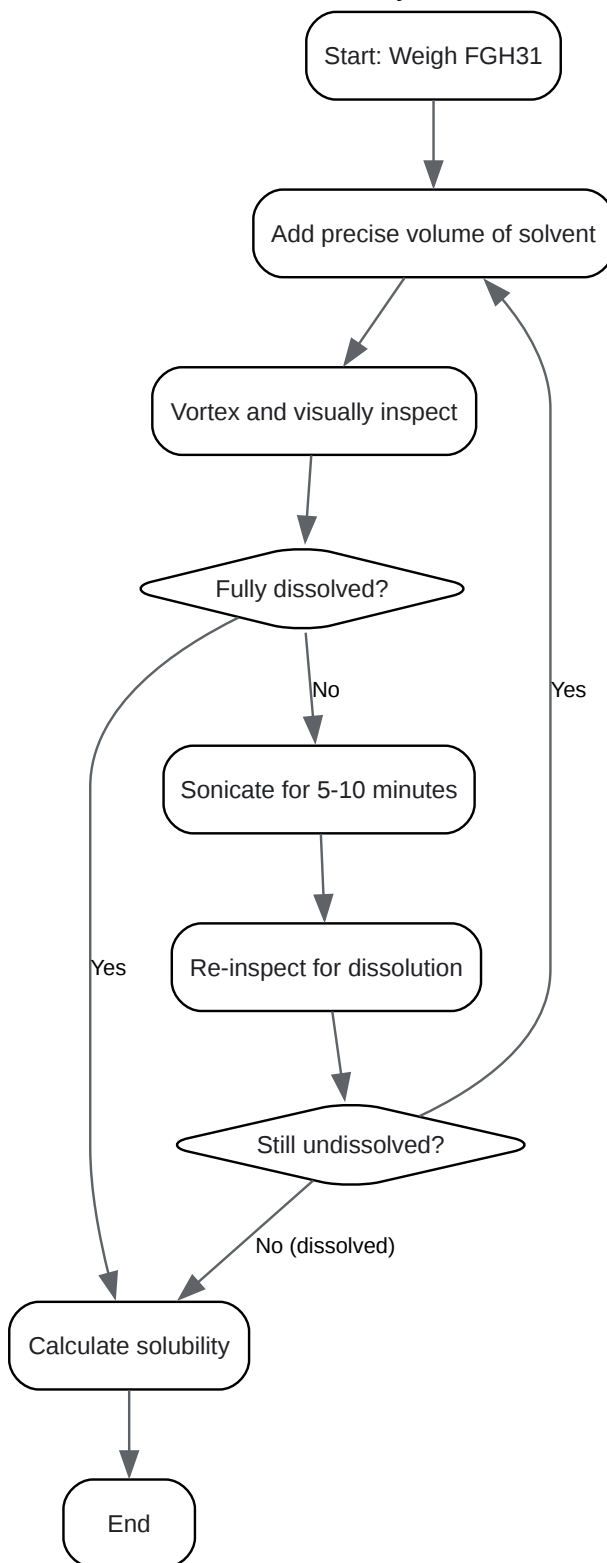 Start: Weigh FGH31
Add precise volume of solvent
Vortex and visually inspect
Fully dissolved?
No
Yes
Sonicate for 5-10 minutes
Re-inspect for dissolution
Yes
Still undissolved?
No (dissolved)
Calculate solubility
End